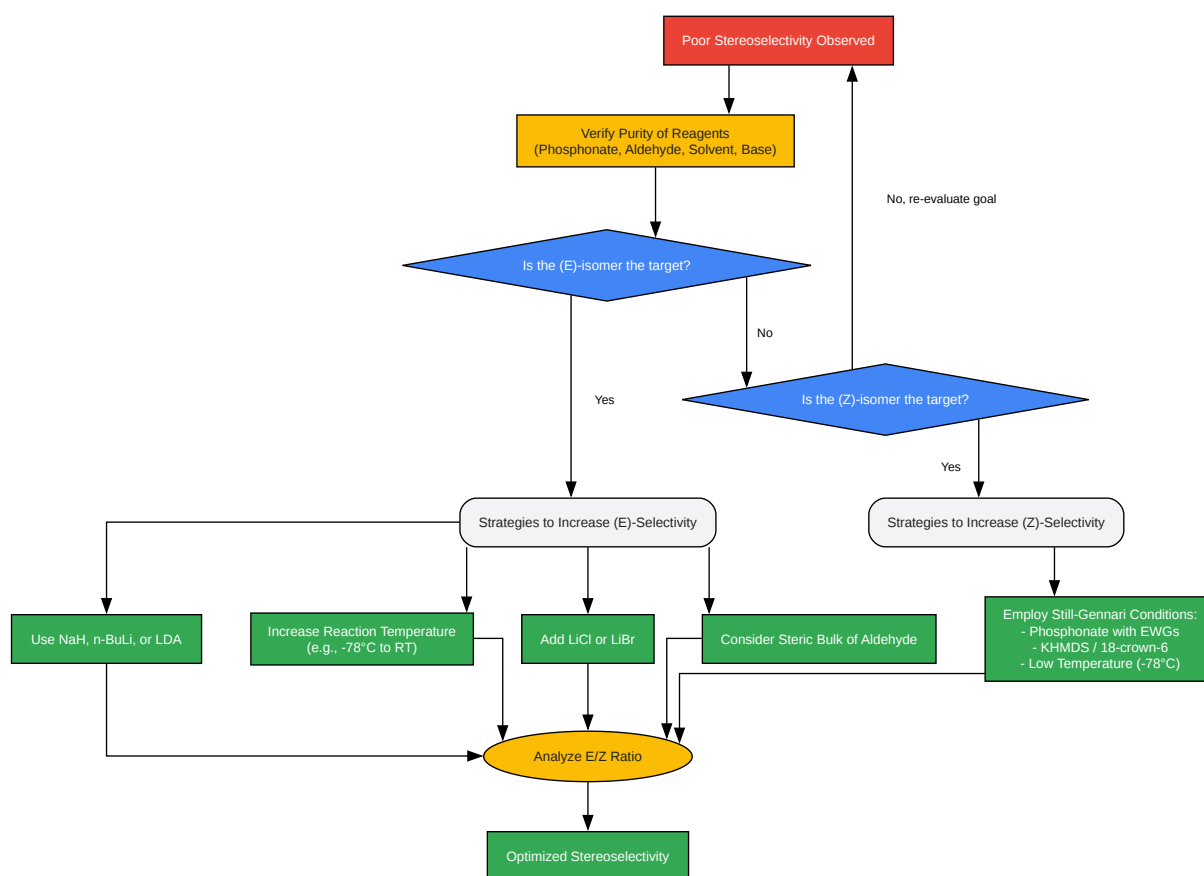 Poor Stereoselectivity Observed
Verify Purity of Reagents
(Phosphonate, Aldehyde, Solvent, Base)
No, re-evaluate goal
Is the (E)-isomer the target?
No
Yes
Is the (Z)-isomer the target?
Yes
Strategies to Increase (E)-Selectivity
Strategies to Increase (Z)-Selectivity
Use NaH, n-BuLi, or LDA
Increase Reaction Temperature
(e.g., -78°C to RT)
Add LiCl or LiBr
Consider Steric Bulk of Aldehyde
Employ Still-Gennari Conditions:
- Phosphonate with EWGs
- KHMDS / 18-crown-6
- Low Temperature (-78°C)
Analyze E/Z Ratio
Optimized Stereoselectivity